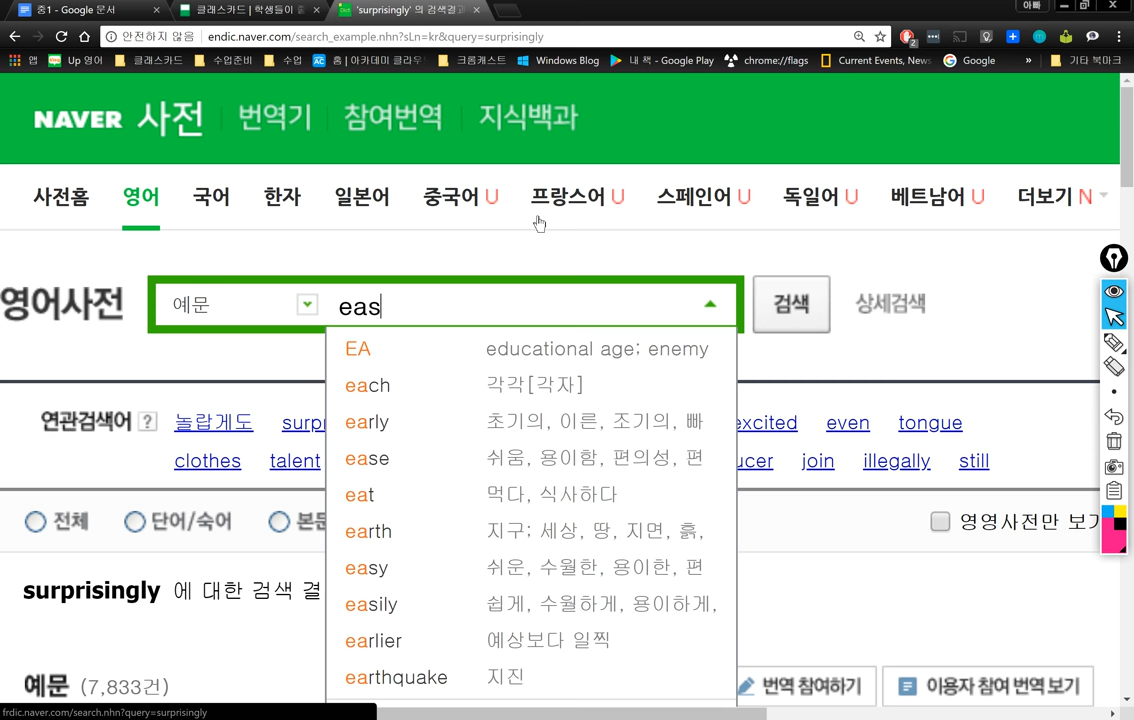 중1 - Google 문서
클래스카드 | 학생들이 즐
'surprisingly' 의 검색결과
아빠
안전하지 않음
endic.naver.com/search_example.nhn?sLn=kr&query=surprisingly
앱 Up 영어 클래스카드 수업준비 수업 홈 | 아카데미 클라우 크롬캐스트 Windows Blog 내 책 - Google Play chrome://flags Current Events, News Google » 기타 북마크
NAVER 사전 번역기 참여번역 지식백과
사전홈 영어 국어 한자 일본어 중국어 U 프랑스어 U 스페인어 U 독일어 U 베트남어 U 더보기 N
영어사전 예문 eas 검색 상세검색
EA educational age; enemy
each 각각[각자]
early 초기의, 이른, 조기의, 빠
ease 쉬움, 용이함, 편의성, 편
eat 먹다, 식사하다
earth 지구; 세상, 땅, 지면, 흙,
easy 쉬운, 수월한, 용이한, 편
easily 쉽게, 수월하게, 용이하게,
earlier 예상보다 일찍
earthquake 지진
연관검색어 ? 놀랍게도 surpr excited even tongue
clothes talent ucer join illegally still
전체 단어/숙어 본문 영영사전만 보기
surprisingly 에 대한 검색 결
예문 (7,833건) 번역 참여하기 이용자 참여 번역 보기
frdic.naver.com/search.nhn?query=surprisingly